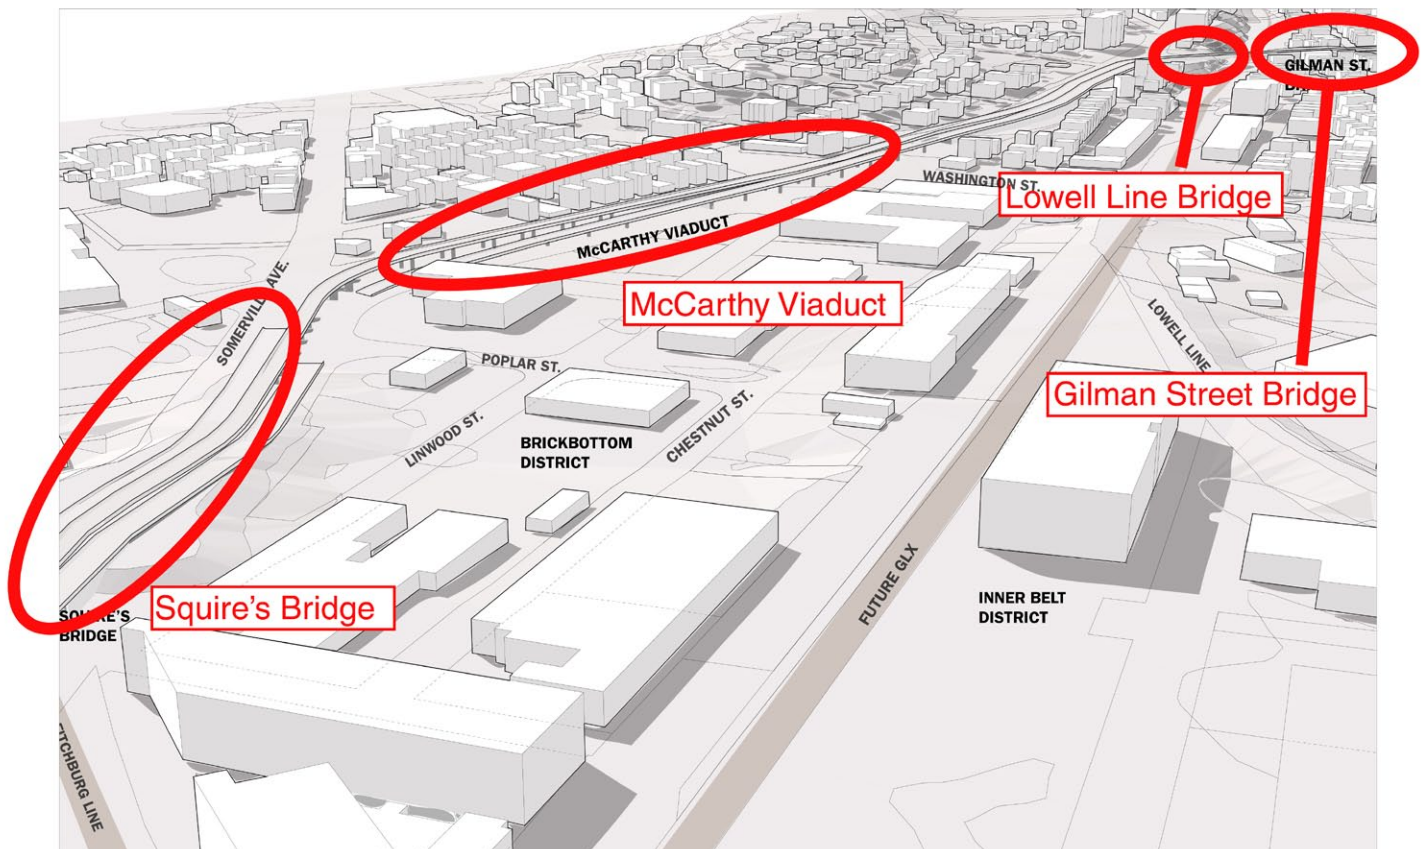 GILMAN ST.
WASHINGTON ST.
Lowell Line Bridge
McCARTHY VIADUCT
McCarthy Viaduct
SOMERVILLE AVE.
LOWELL LINE
POPLAR ST.
Gilman Street Bridge
LINWOOD ST.
CHESTNUT ST.
BRICKBOTTOM
DISTRICT
FUTURE GLX
Squire's Bridge
INNER BELT
DISTRICT
SQUIRE'S
BRIDGE
FITCHBURG LINE